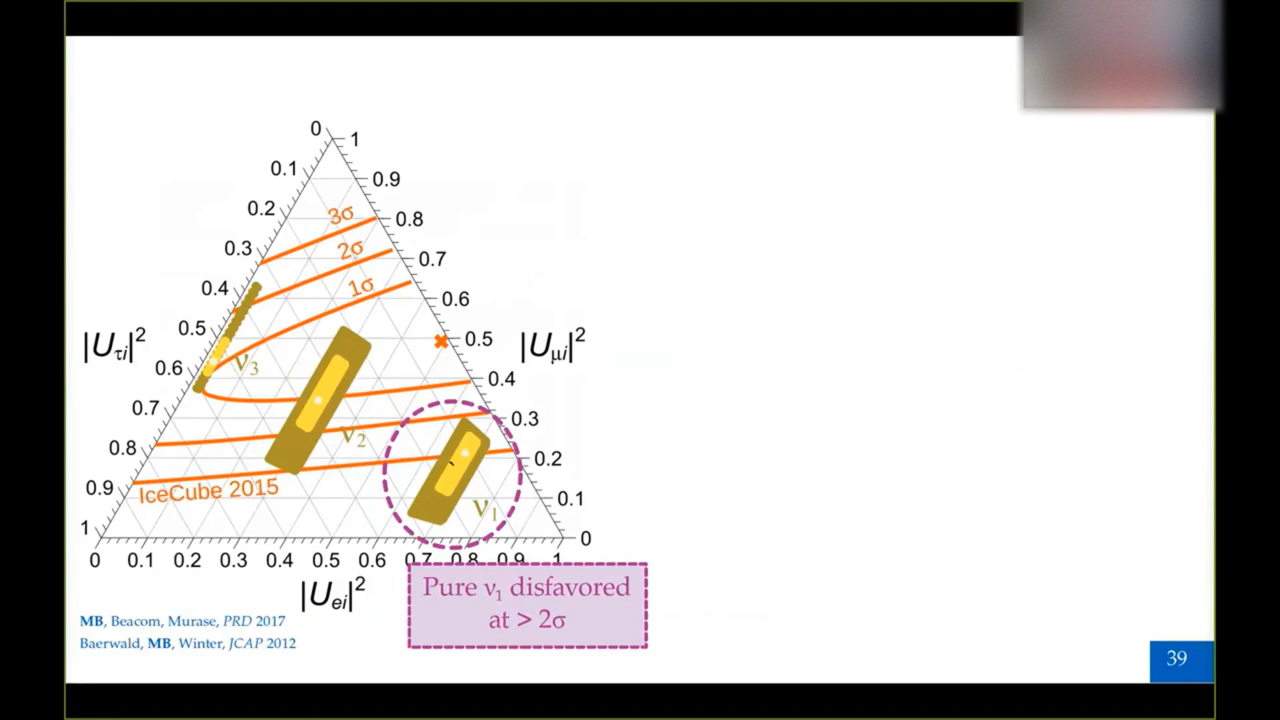 0
1
0.1
0.9
0.2
3σ
0.8
0.3
2σ
0.7
0.4
1σ
0.6
0.5
0.5
|Uτi|²
|Uμi|²
0.6
ν₃
0.4
0.7
0.3
0.8
ν₂
0.2
0.9
IceCube 2015
0.1
ν₁
1
0
0 0.1 0.2 0.3 0.4 0.5 0.6 0.7 0.8 0.9 1
|Uei|²
Pure ν₁ disfavored
at > 2σ
MB, Beacom, Murase, PRD 2017
Baerwald, MB, Winter, JCAP 2012
39